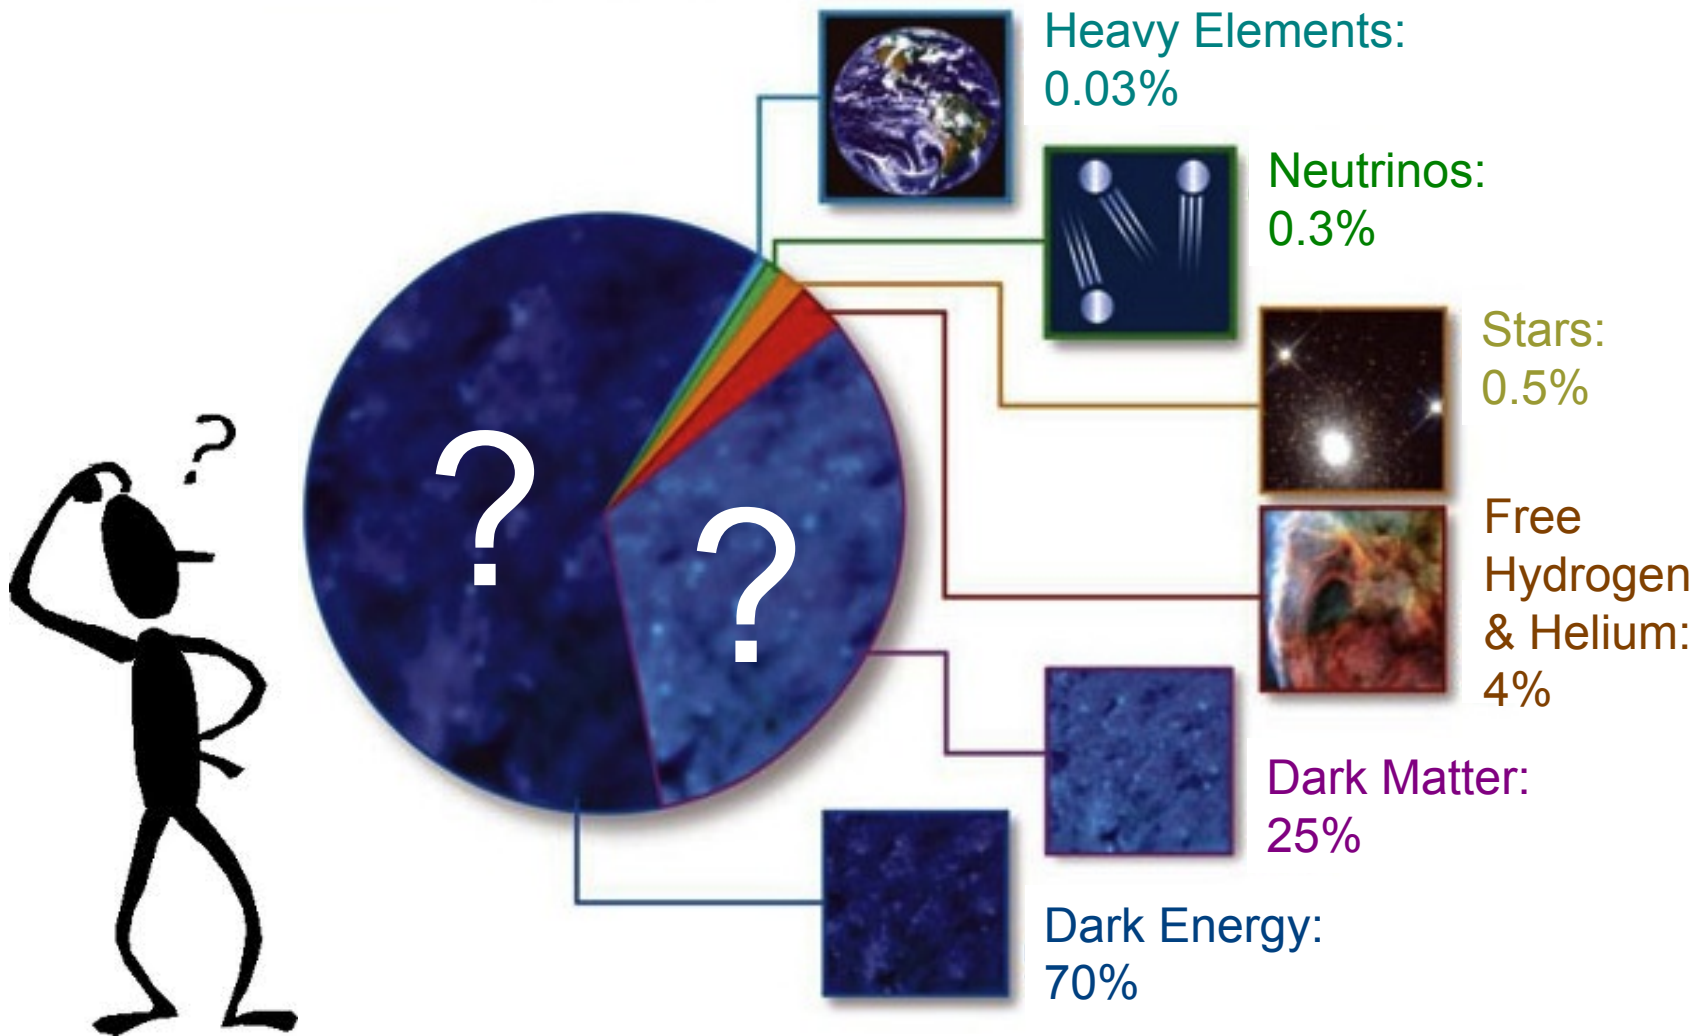 Heavy Elements:
0.03%
Neutrinos:
0.3%
Stars:
0.5%
?
?
?
Free
Hydrogen
& Helium:
4%
Dark Matter:
25%
Dark Energy:
70%